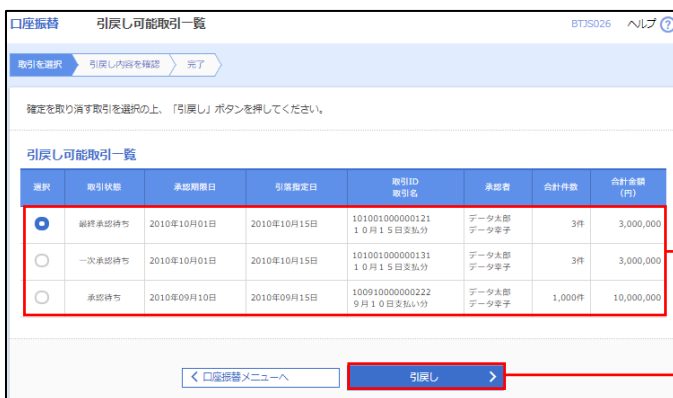 口座振替 引戻し可能取引一覧 BTJS026 ヘルプ ?
取引を選択 引戻し内容を確認 完了
確定を取り消す取引を選択の上、「引戻し」ボタンを押してください。
引戻し可能取引一覧
選択 取引状態 承認期限日 引落指定日 取引ID 承認者 合計件数 合計金額
取引名 (円)
最終承認待ち 2010年10月01日 2010年10月15日 101001000000121 データ太郎 3件 3,000,000
１０月１５日支払分 データ幸子
一次承認待ち 2010年10月01日 2010年10月15日 101001000000131 データ太郎 3件 3,000,000
１０月１５日支払分 データ幸子
承認待ち 2010年09月10日 2010年09月15日 100910000000222 データ太郎 1,000件 10,000,000
９月１０日支払い分 データ幸子
< 口座振替メニューへ 引戻し >